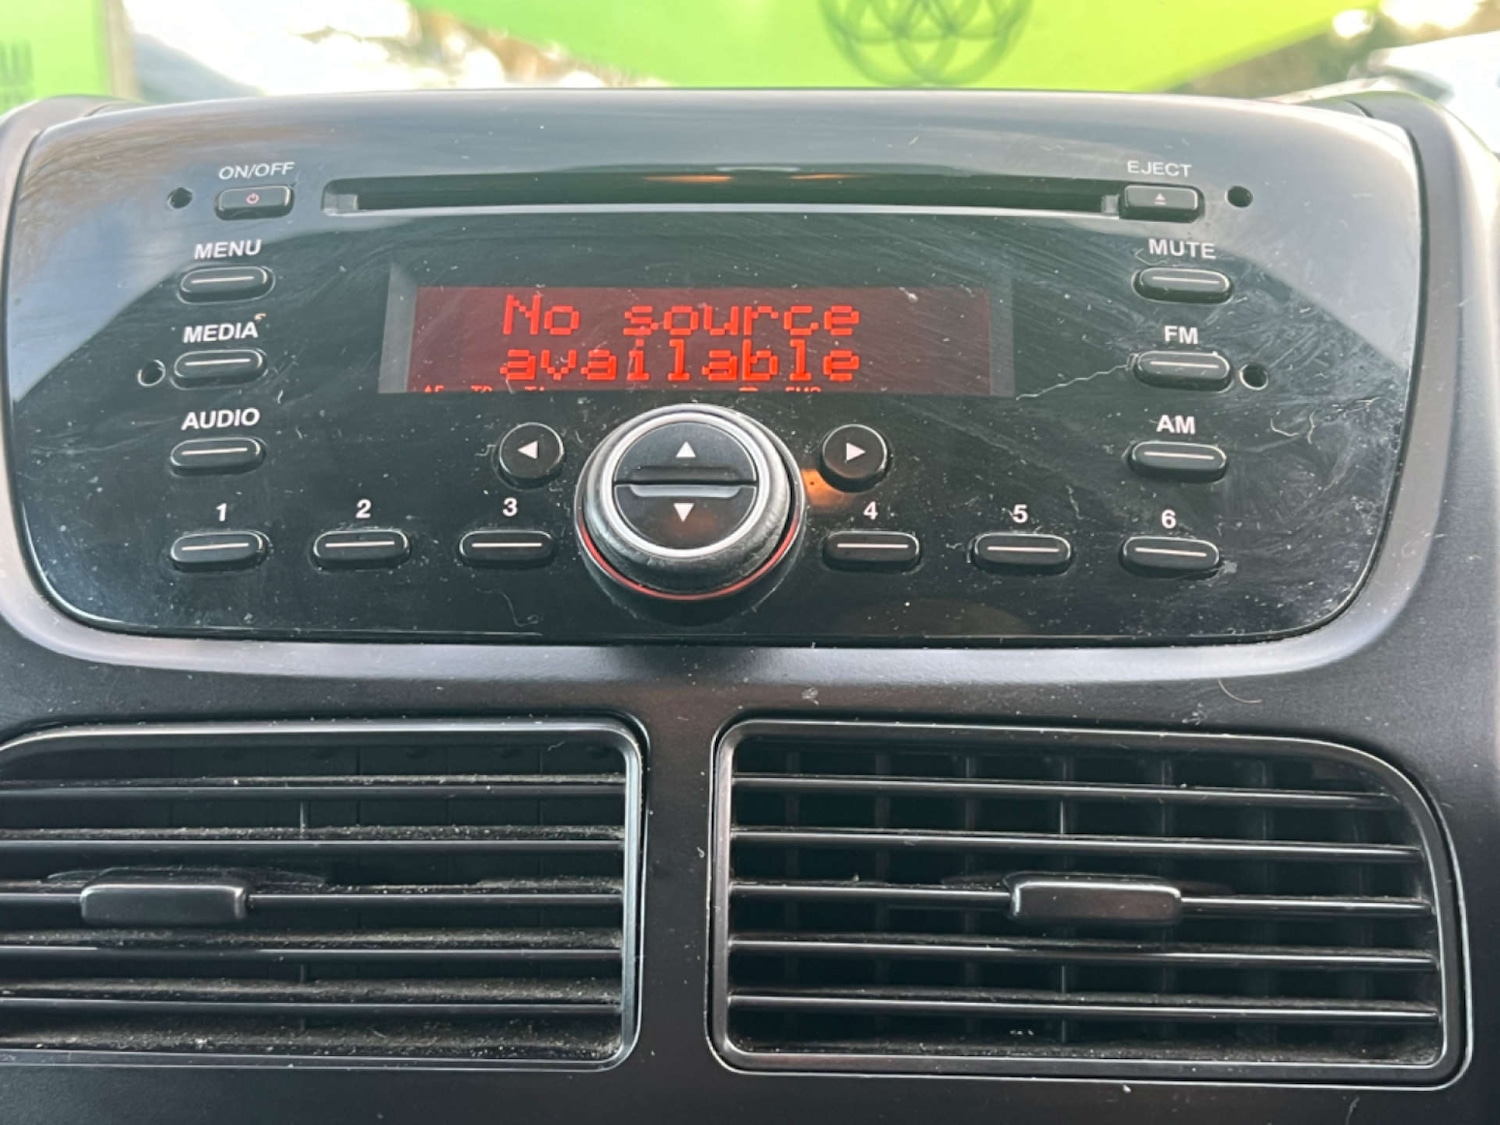 ON/OFF
EJECT
MENU
MUTE
MEDIA
No source
available
FM
AUDIO
AM
1
2
3
4
5
6